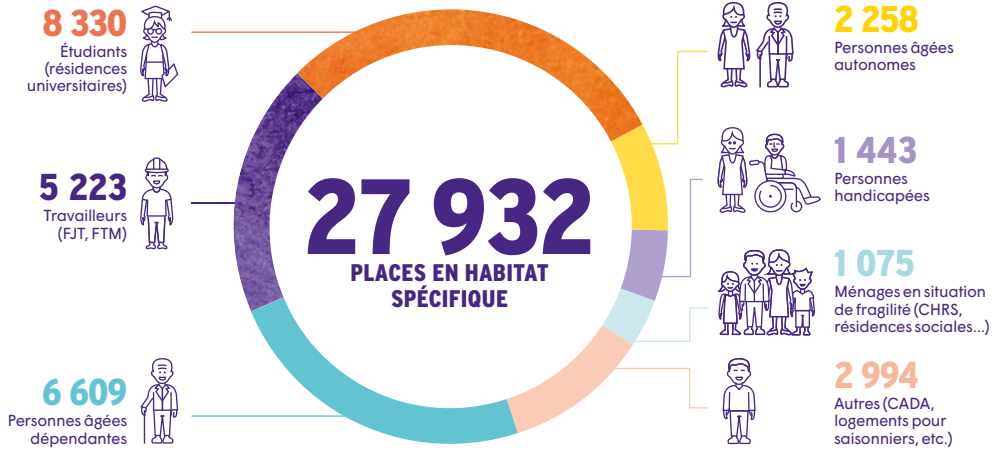 8 330
Étudiants
(résidences
universitaires)
5 223
Travailleurs
(FJT, FTM)
6 609
Personnes âgées
dépendantes
27 932
PLACES EN HABITAT
SPÉCIFIQUE
2 258
Personnes âgées
autonomes
1 443
Personnes
handicapées
1 075
Ménages en situation
de fragilité (CHRS,
résidences sociales...)
2 994
Autres (CADA,
logements pour
saisonniers, etc.)